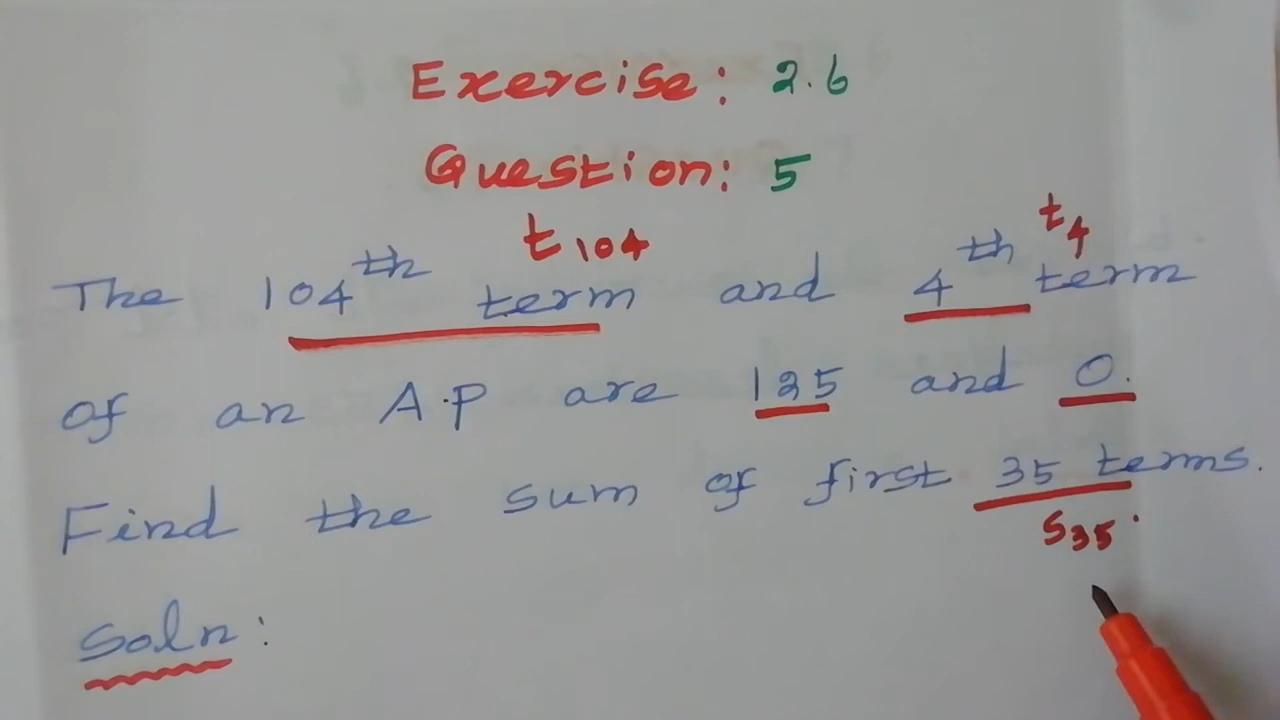 Exercise: 2.6
Question: 5
t104 t4
The 104th term and 4th term
of an A.P are 125 and 0.
Find the sum of first 35 terms.
S35.
Soln: